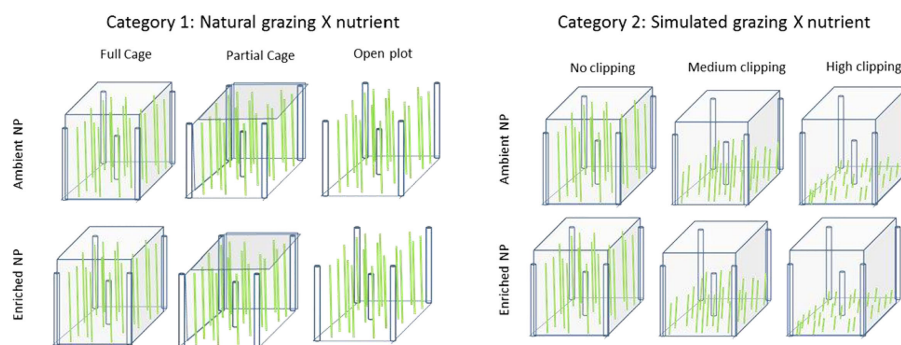 Category 1: Natural grazing X nutrient
Full Cage
Partial Cage
Open plot
Ambient NP
Enriched NP
Category 2: Simulated grazing X nutrient
No clipping
Medium clipping
High clipping
Ambient NP
Enriched NP